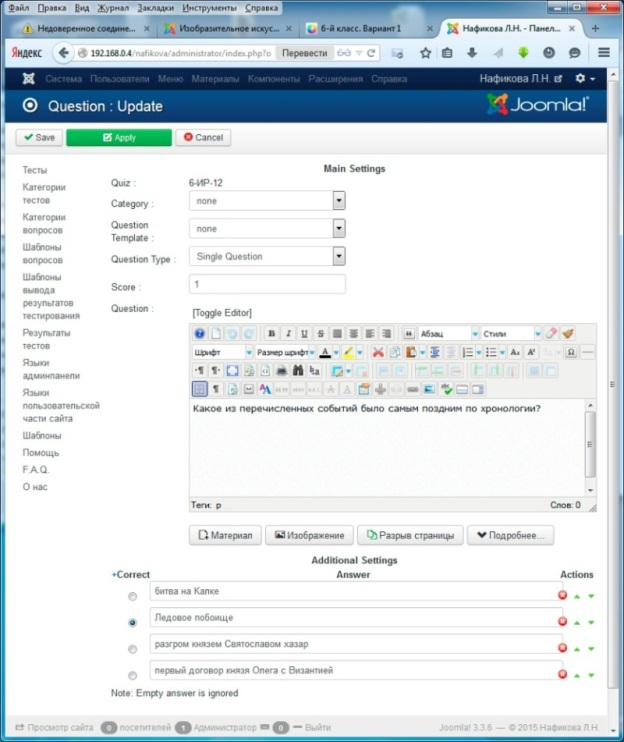 Файл Правка Вид Журнал Закладки Инструменты Справка
Недоверенное соедине... Изобразительное искус... 6-й класс. Вариант 1 Нафикова Л.Н. - Панел...
Яндекс 192.168.0.4/nafikova/administrator/index.php?o Перевести
Система Пользователи Меню Материалы Компоненты Расширения Справка Нафикова Л.Н.
Question : Update Joomla!
Save Apply Cancel
Main Settings
Тесты
Категории тестов
Категории вопросов
Шаблоны вопросов
Шаблоны вывода результатов тестирования
Результаты тестов
Языки админпанели
Языки пользовательской части сайта
Шаблоны
Помощь
F.A.Q.
О нас
Quiz : 6-ИР-12
Category : none
Question Template : none
Question Type : Single Question
Score : 1
Question : [Toggle Editor]
Абзац Стили
Шрифт Размер шрифт
Какое из перечисленных событий было самым поздним по хронологии?
Теги: p Слов: 0
Материал Изображение Разрыв страницы Подробнее...
Additional Settings
+Correct Answer Actions
битва на Калке
Ледовое побоище
разгром князем Святославом хазар
первый договор князя Олега с Византией
Note: Empty answer is ignored
Просмотр сайта 0 посетителей 1 Администратор 0 Выйти Joomla! 3.3.6 — © 2015 Нафикова Л.Н.